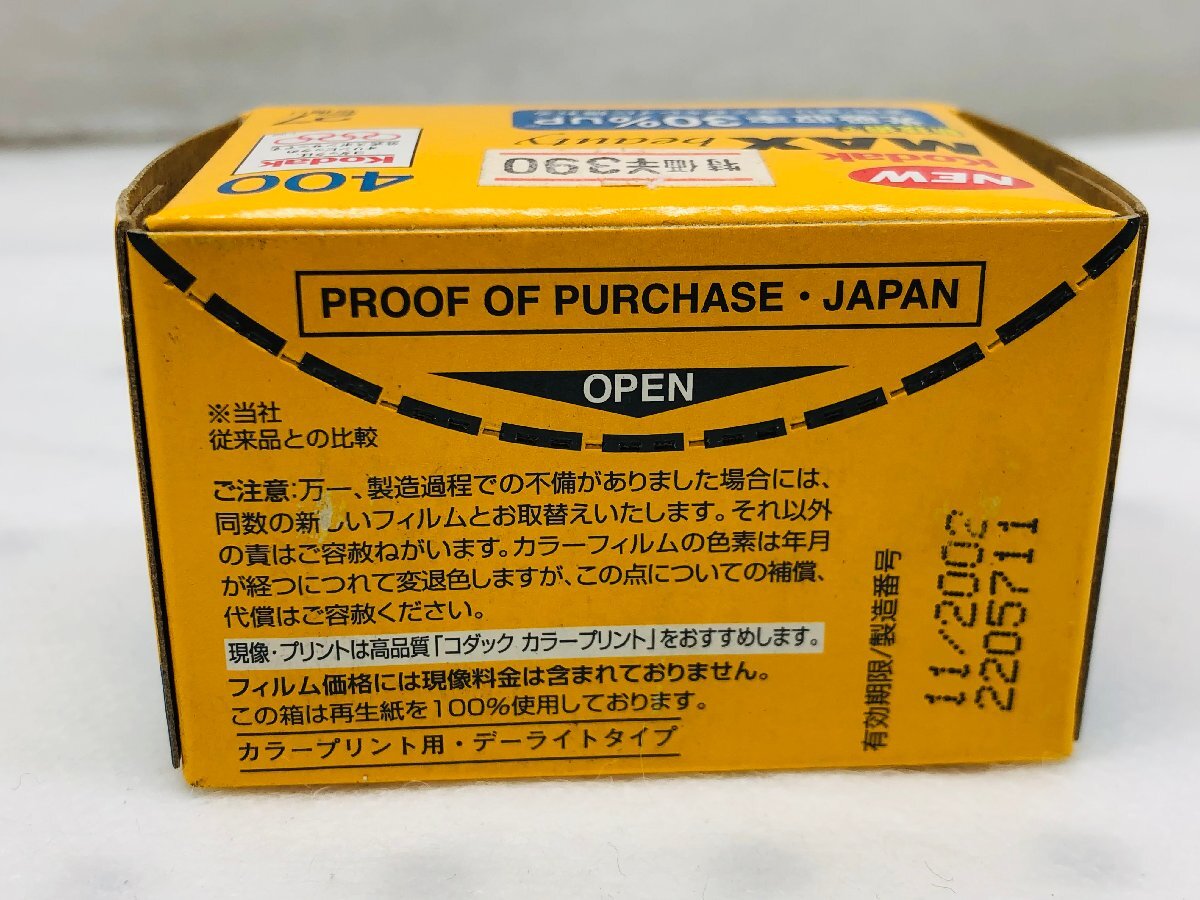 NEW
Kodak
MAX beauty
30%UP
特価¥390
400
Kodak
PROOF OF PURCHASE・JAPAN
OPEN
※当社
従来品との比較
ご注意:万一、製造過程での不備がありました場合には、
同数の新しいフィルムとお取替えいたします。それ以外
の責はご容赦ねがいます。カラーフィルムの色素は年月
が経つにつれて変退色しますが、この点についての補償、
代償はご容赦ください。
現像・プリントは高品質「コダック カラープリント」をおすすめします。
フィルム価格には現像料金は含まれておりません。
この箱は再生紙を100%使用しております。
カラープリント用・デーライトタイプ
有効期限/製造番号
11/2002
2205711